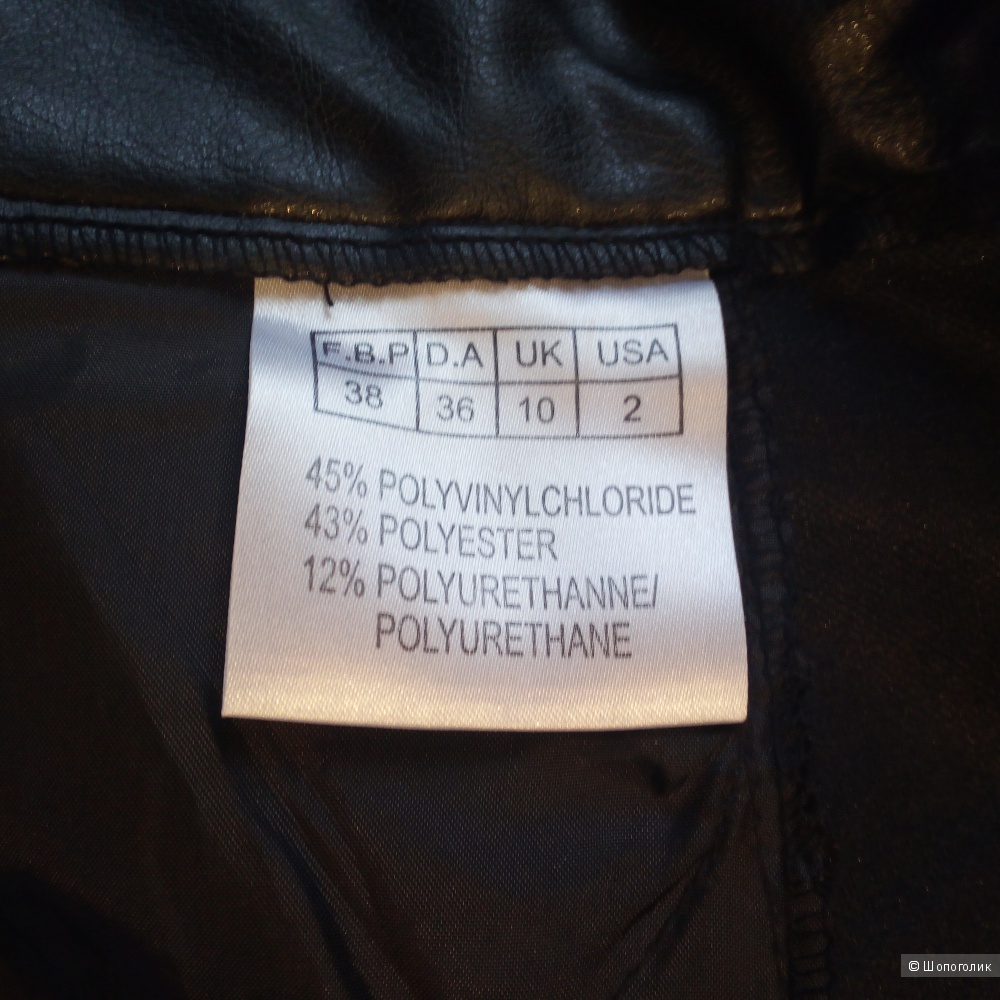 F.B.P D.A UK USA
38 36 10 2
45% POLYVINYLCHLORIDE
43% POLYESTER
12% POLYURETHANNE/
POLYURETHANE
© Шопоголик